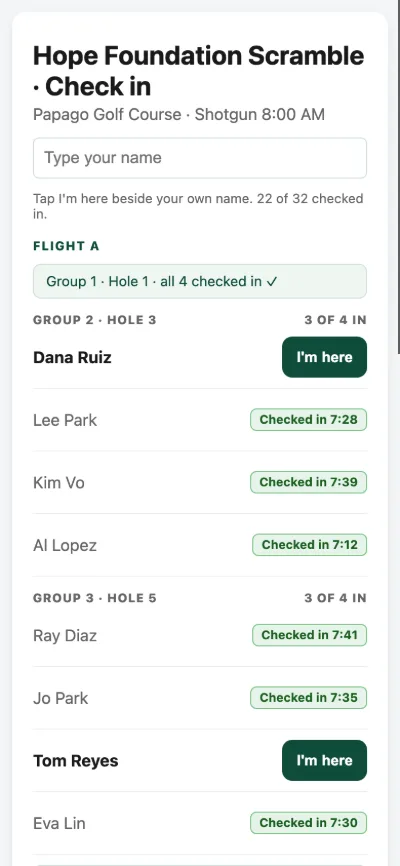 Hope Foundation Scramble
· Check in
Papago Golf Course · Shotgun 8:00 AM
Type your name
Tap I'm here beside your own name. 22 of 32 checked
in.
FLIGHT A
Group 1 · Hole 1 · all 4 checked in ✓
GROUP 2 · HOLE 3 3 OF 4 IN
Dana Ruiz I'm here
Lee Park Checked in 7:28
Kim Vo Checked in 7:39
Al Lopez Checked in 7:12
GROUP 3 · HOLE 5 3 OF 4 IN
Ray Diaz Checked in 7:41
Jo Park Checked in 7:35
Tom Reyes I'm here
Eva Lin Checked in 7:30